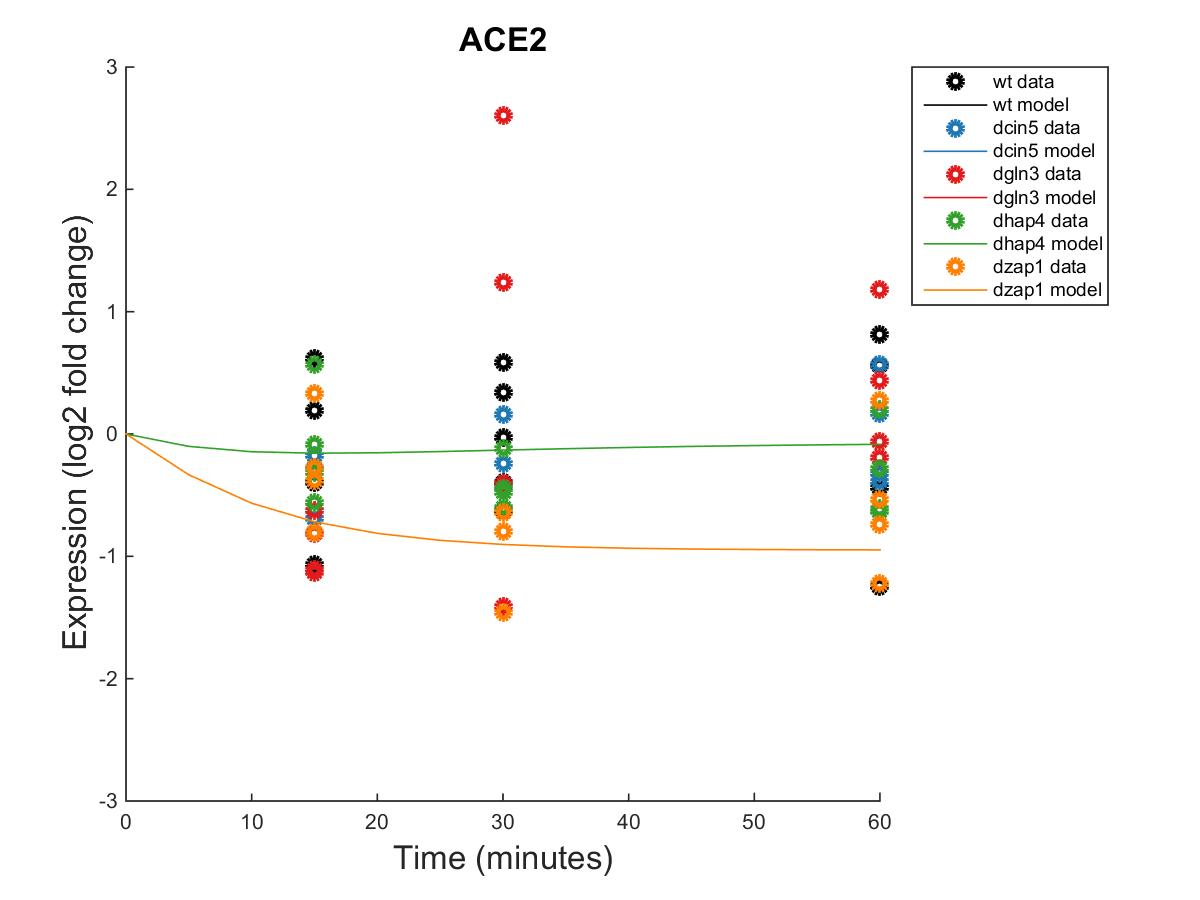 ACE2
3
2
1
0
-1
-2
-3
Expression (log2 fold change)
0 10 20 30 40 50 60
Time (minutes)
wt data
wt model
dcin5 data
dcin5 model
dgln3 data
dgln3 model
dhap4 data
dhap4 model
dzap1 data
dzap1 model